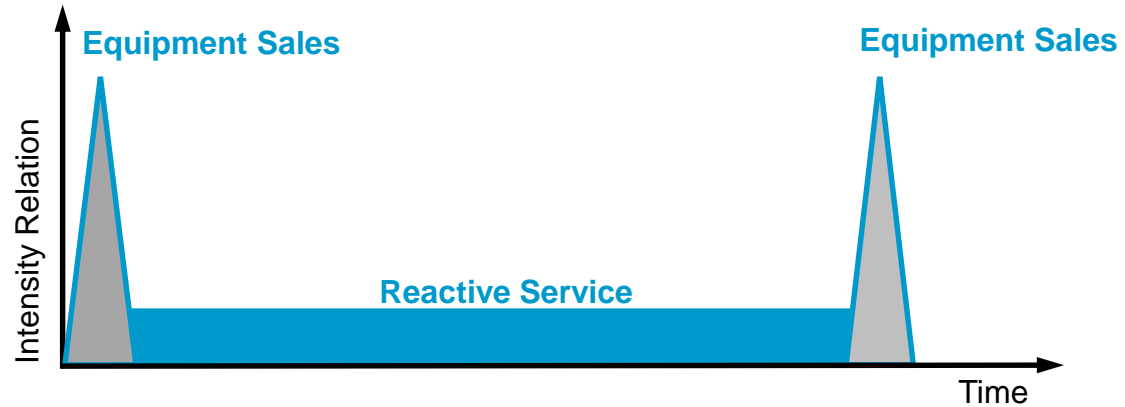 Equipment Sales
Equipment Sales
Intensity Relation
Reactive Service
Time